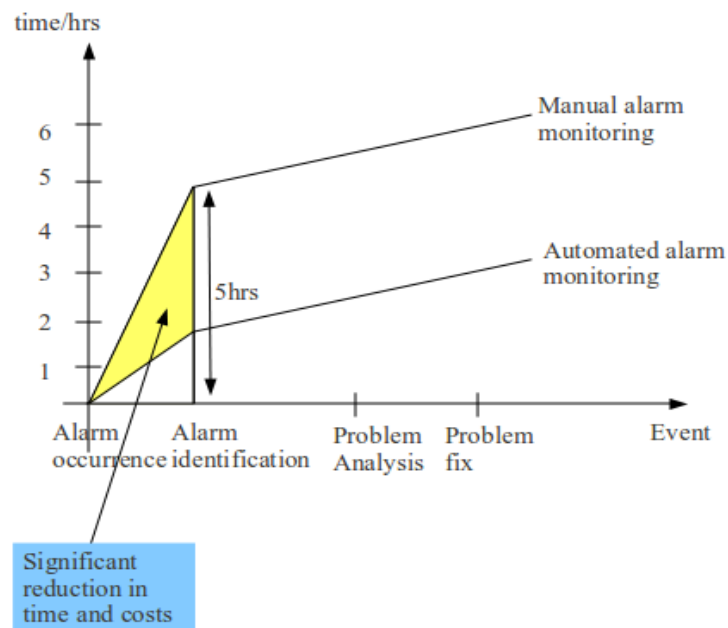 time/hrs
6
5
4
3
2
1
Manual alarm
monitoring
Automated alarm
monitoring
5hrs
Alarm
occurrence
Alarm
identification
Problem
Analysis
Problem
fix
Event
Significant
reduction in
time and costs